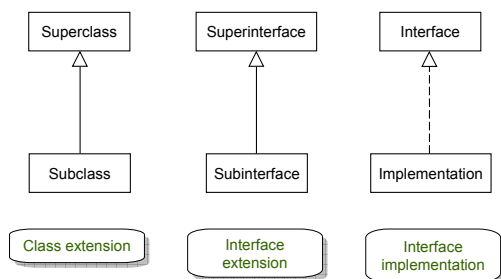 Superclass
Superinterface
Interface
Subclass
Subinterface
Implementation
Class extension
Interface
extension
Interface
implementation